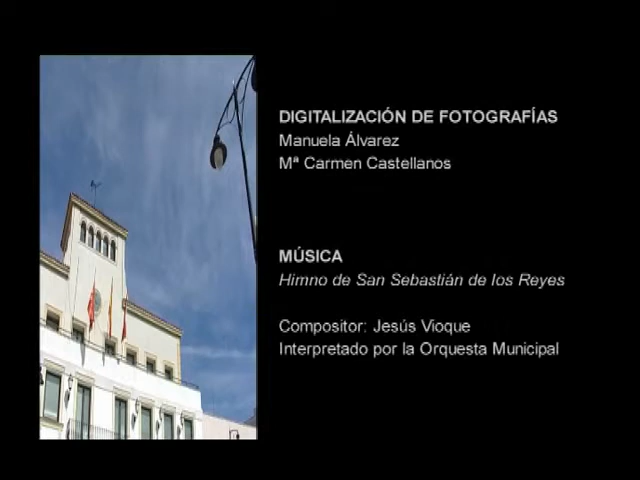 DIGITALIZACIÓN DE FOTOGRAFÍAS
Manuela Álvarez
Mª Carmen Castellanos
MÚSICA
Himno de San Sebastián de los Reyes
Compositor: Jesús Vioque
Interpretado por la Orquesta Municipal